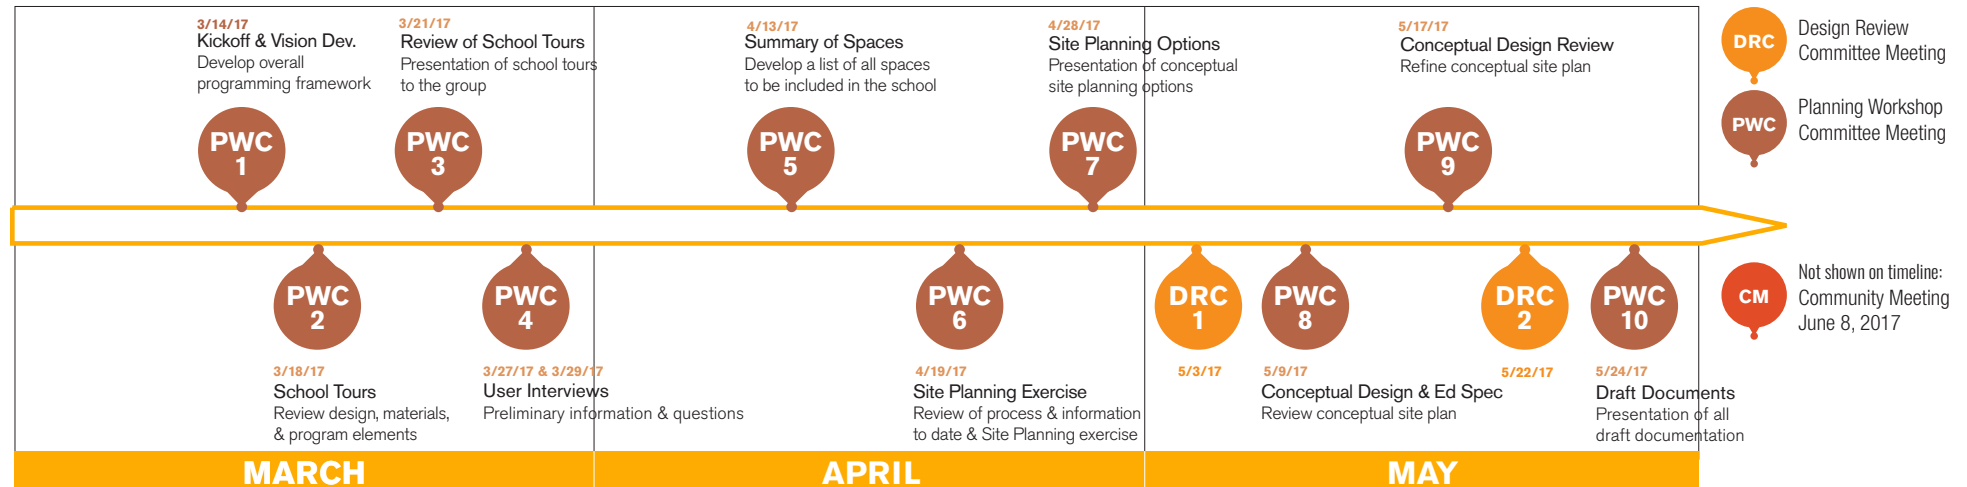 3/14/17
Kickoff & Vision Dev.
Develop overall
programming framework
PWC
1
3/21/17
Review of School Tours
Presentation of school tours
to the group
PWC
3
4/13/17
Summary of Spaces
Develop a list of all spaces
to be included in the school
PWC
5
4/28/17
Site Planning Options
Presentation of conceptual
site planning options
PWC
7
5/17/17
Conceptual Design Review
Refine conceptual site plan
PWC
9
DRC
Design Review
Committee Meeting
PWC
Planning Workshop
Committee Meeting
PWC
2
3/18/17
School Tours
Review design, materials,
& program elements
PWC
4
3/27/17 & 3/29/17
User Interviews
Preliminary information & questions
PWC
6
4/19/17
Site Planning Exercise
Review of process & information
to date & Site Planning exercise
DRC
1
5/3/17
PWC
8
5/9/17
Conceptual Design & Ed Spec
Review conceptual site plan
DRC
2
5/22/17
PWC
10
5/24/17
Draft Documents
Presentation of all
draft documentation
CM
Not shown on timeline:
Community Meeting
June 8, 2017
MARCH
APRIL
MAY